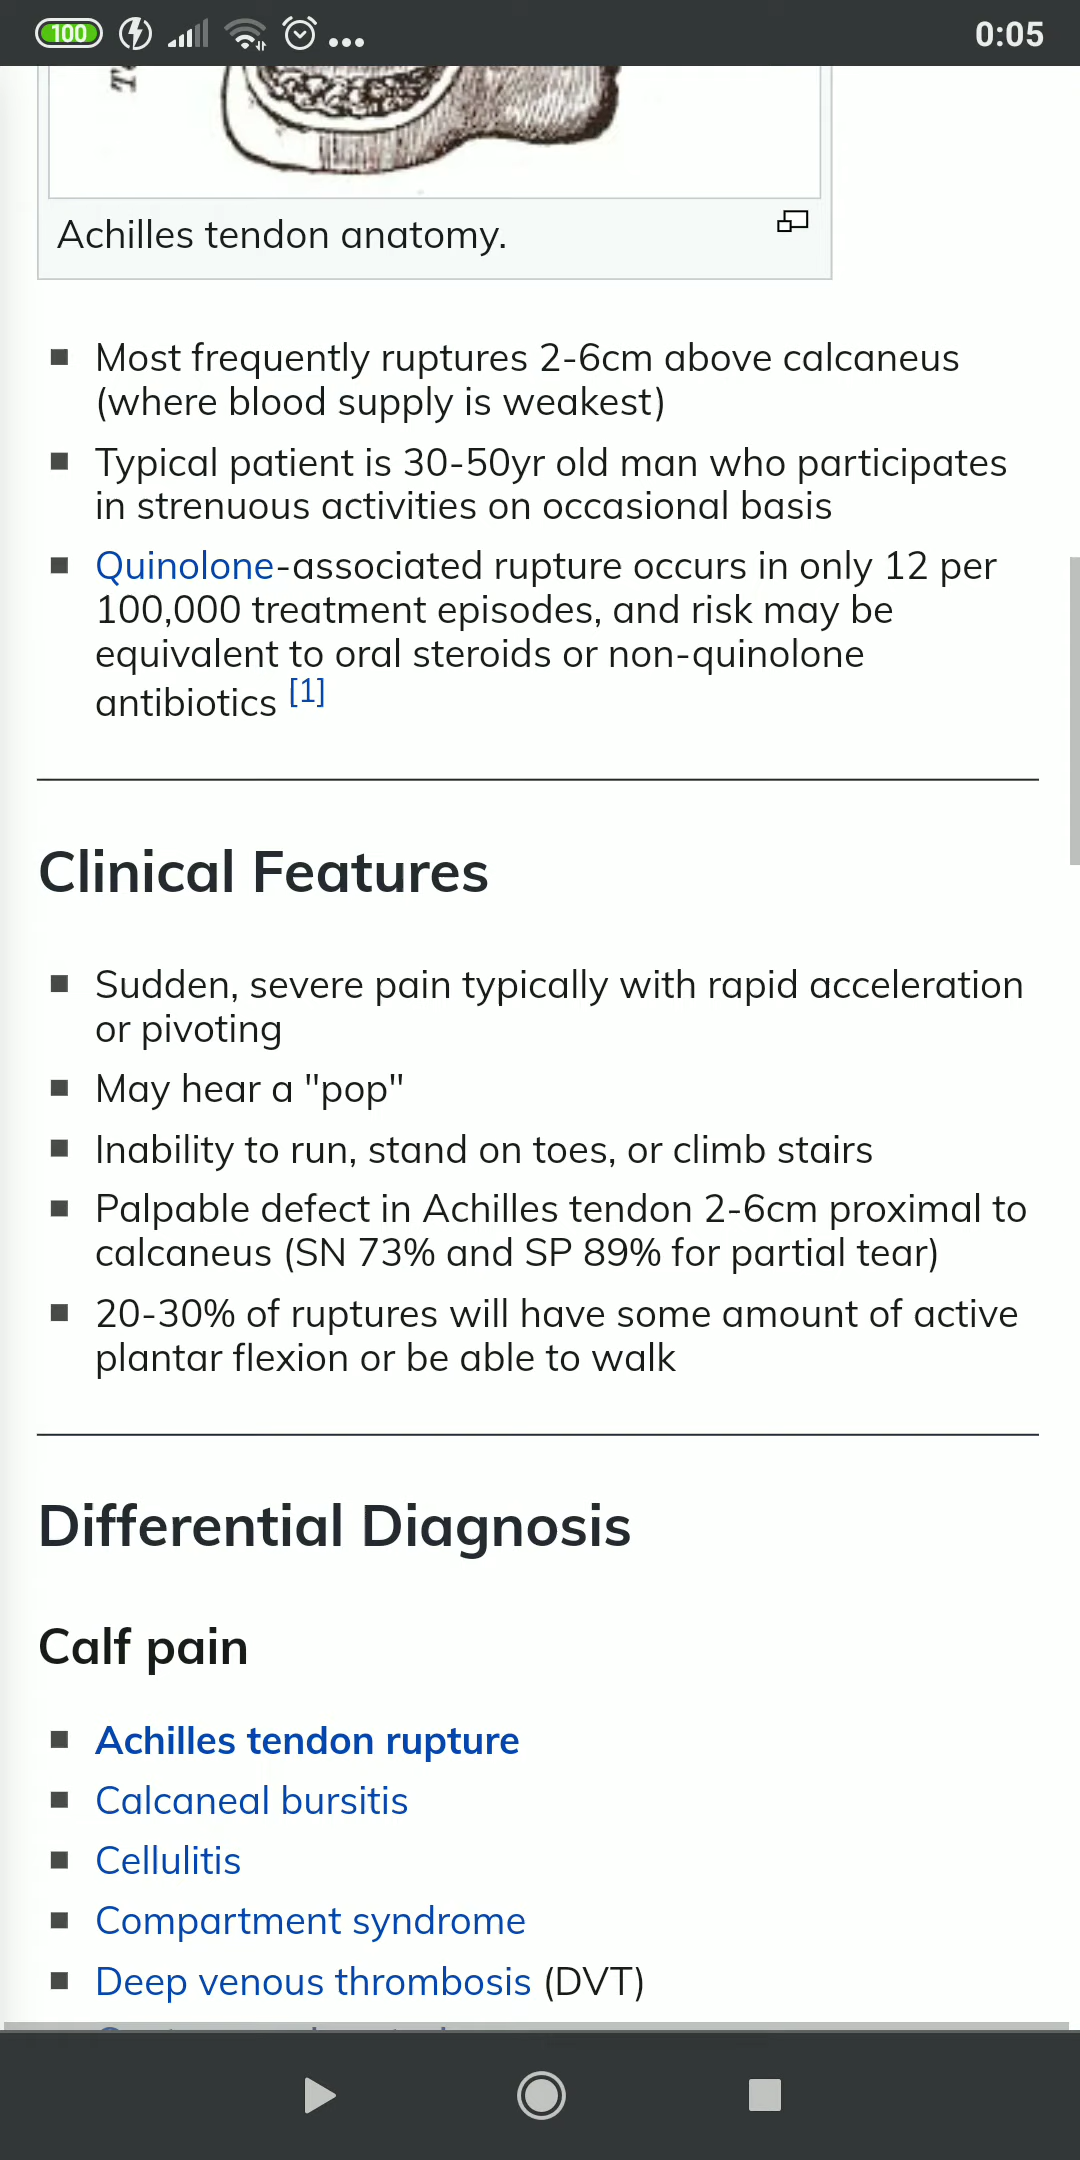 100
0:05
Achilles tendon anatomy.
Most frequently ruptures 2-6cm above calcaneus
(where blood supply is weakest)
Typical patient is 30-50yr old man who participates
in strenuous activities on occasional basis
Quinolone-associated rupture occurs in only 12 per
100,000 treatment episodes, and risk may be
equivalent to oral steroids or non-quinolone
antibiotics [1]
Clinical Features
Sudden, severe pain typically with rapid acceleration
or pivoting
May hear a "pop"
Inability to run, stand on toes, or climb stairs
Palpable defect in Achilles tendon 2-6cm proximal to
calcaneus (SN 73% and SP 89% for partial tear)
20-30% of ruptures will have some amount of active
plantar flexion or be able to walk
Differential Diagnosis
Calf pain
Achilles tendon rupture
Calcaneal bursitis
Cellulitis
Compartment syndrome
Deep venous thrombosis (DVT)